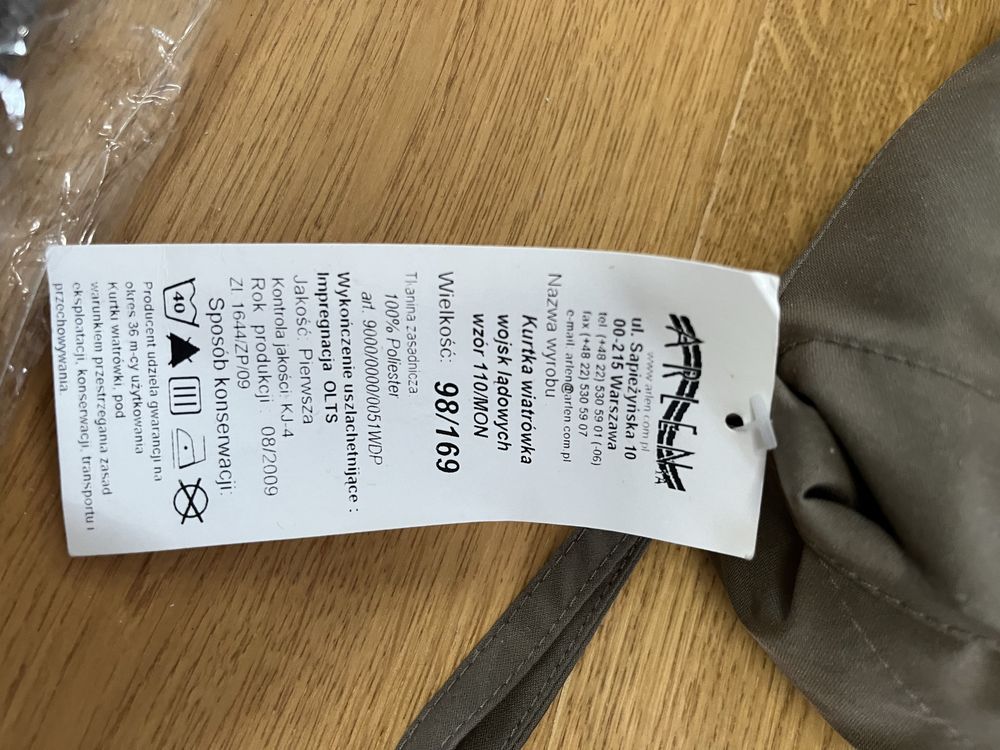 ARLEN
SA
www.arlen.com.pl
ul. Sapieżyńska 10
00-215 Warszawa
tel (+48 22) 530 59 01 (-06)
fax (+48 22) 530 59 07
e-mail. arlen@arlen.com.pl
Nazwa wyrobu
Kurtka wiatrówka
wojsk lądowych
wzór 110/MON
Wielkość: 98/169
Tkanina zasadnicza
100% Poliester
art. 9000/0000/0051WDP
Wykończenie uszlachetniające :
Impregnacja OLTS
Jakość: Pierwsza
Kontrola jakości: KJ-4
Rok produkcji : 08/2009
Zl 1644/ZP/09
Sposób konserwacji:
40
Producent udziela gwarancji na
okres 36 m-cy użytkowania
Kurtki wiatrówki, pod
warunkiem przestrzegania zasad
eksploatacji, konserwacji, transportu i
przechowywania.